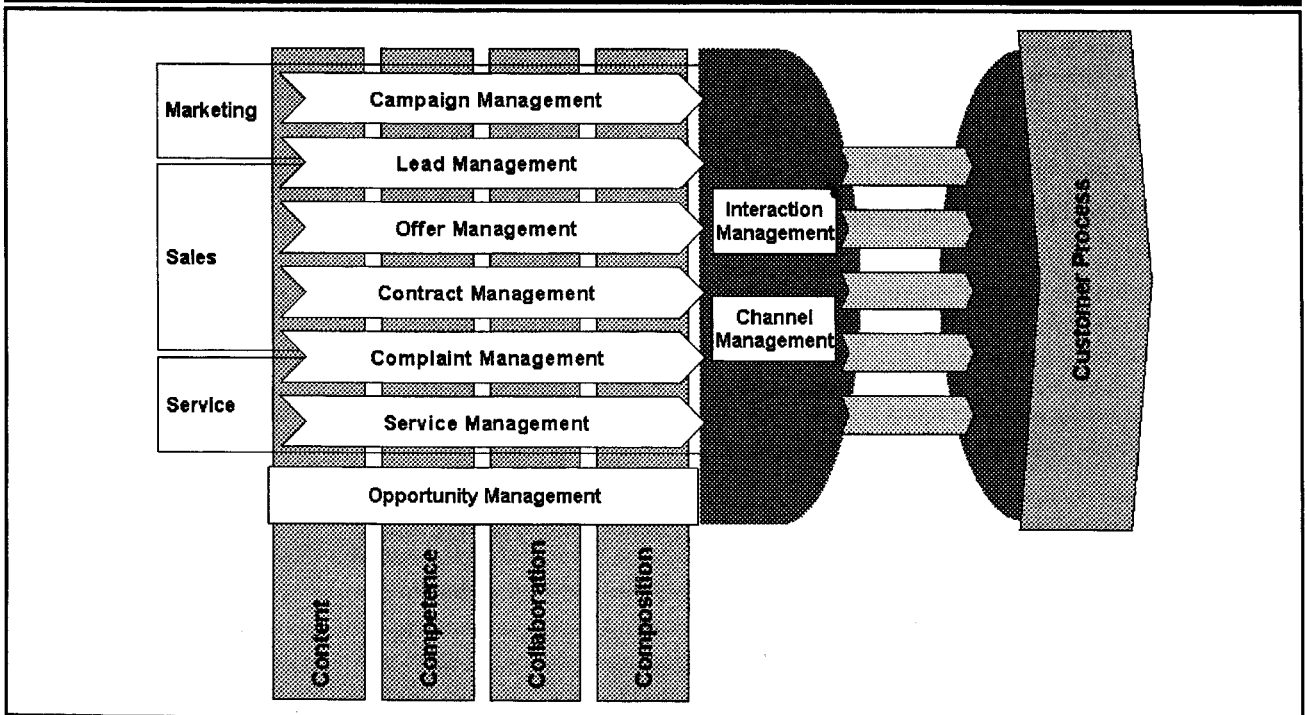 Marketing
Campaign Management
Lead Management
Sales
Offer Management
Contract Management
Complaint Management
Service
Service Management
Opportunity Management
Interaction
Management
Channel
Management
Customer Process
Content
Competence
Collaboration
Composition